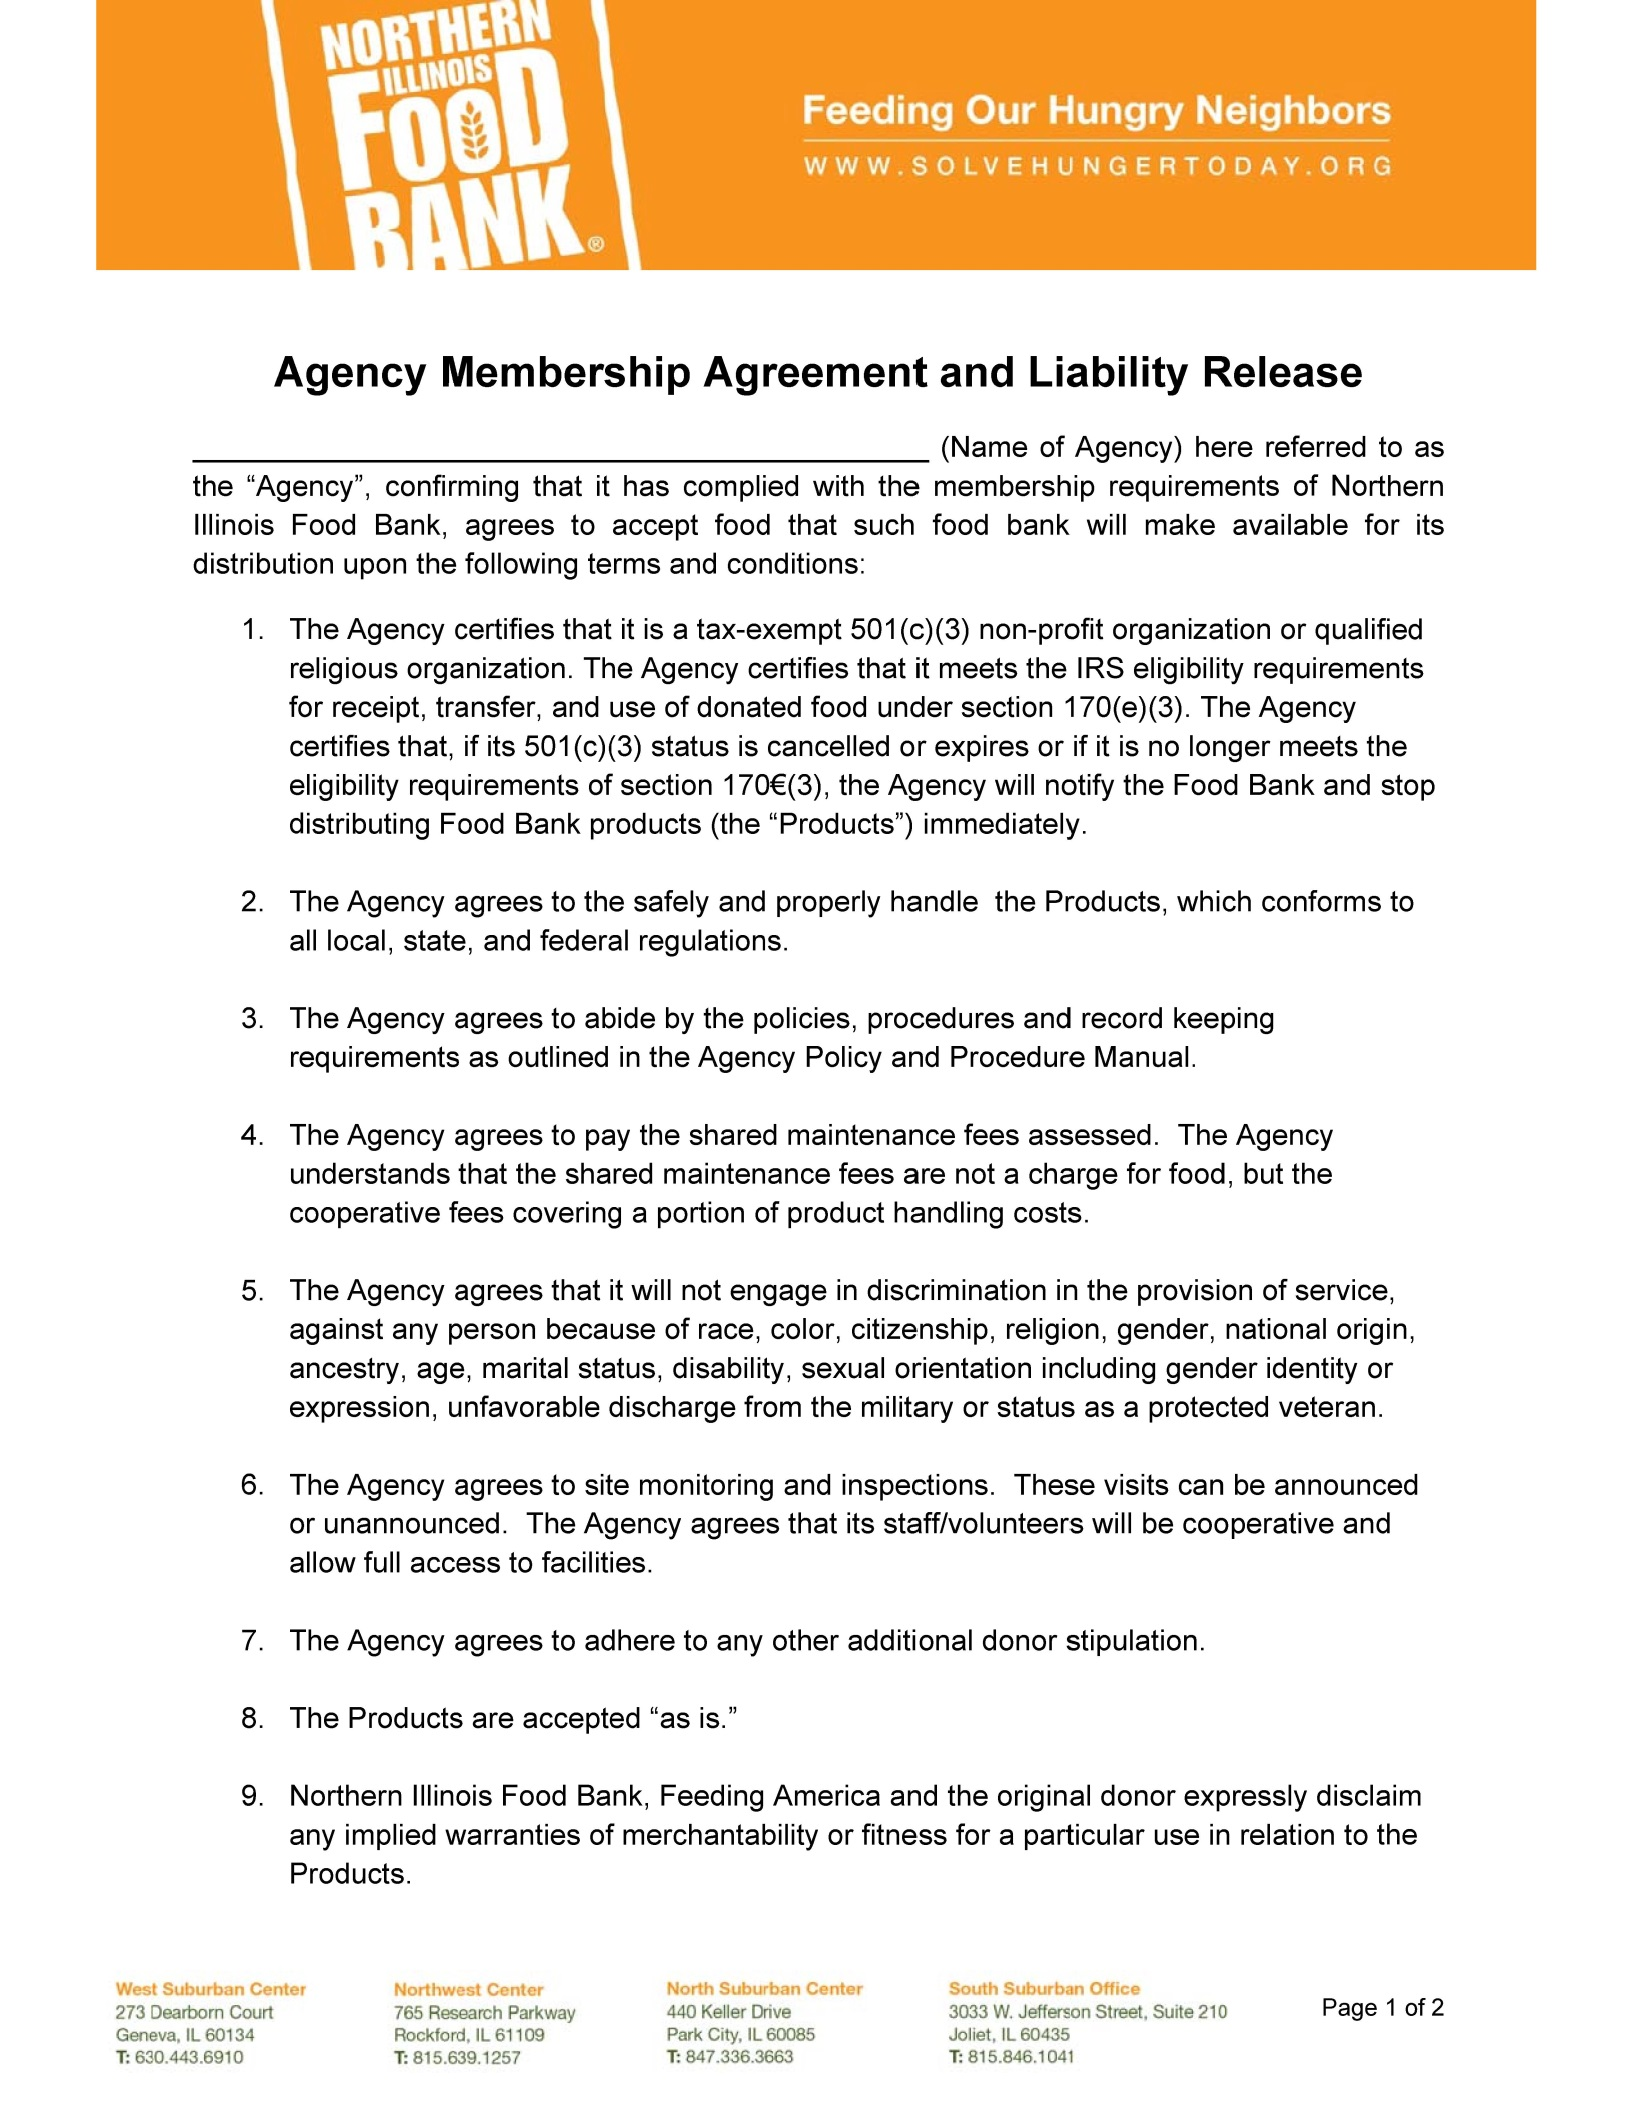 NORTHERN
ILLINOIS
FOOD
BANK®
Feeding Our Hungry Neighbors
WWW.SOLVEHUNGERTODAY.ORG
Agency Membership Agreement and Liability Release
(Name of Agency) here referred to as
the “Agency”, confirming that it has complied with the membership requirements of Northern
Illinois Food Bank, agrees to accept food that such food bank will make available for its
distribution upon the following terms and conditions:
1. The Agency certifies that it is a tax-exempt 501(c)(3) non-profit organization or qualified
religious organization. The Agency certifies that it meets the IRS eligibility requirements
for receipt, transfer, and use of donated food under section 170(e)(3). The Agency
certifies that, if its 501(c)(3) status is cancelled or expires or if it is no longer meets the
eligibility requirements of section 170€(3), the Agency will notify the Food Bank and stop
distributing Food Bank products (the “Products”) immediately.
2. The Agency agrees to the safely and properly handle  the Products, which conforms to
all local, state, and federal regulations.
3. The Agency agrees to abide by the policies, procedures and record keeping
requirements as outlined in the Agency Policy and Procedure Manual.
4. The Agency agrees to pay the shared maintenance fees assessed.  The Agency
understands that the shared maintenance fees are not a charge for food, but the
cooperative fees covering a portion of product handling costs.
5. The Agency agrees that it will not engage in discrimination in the provision of service,
against any person because of race, color, citizenship, religion, gender, national origin,
ancestry, age, marital status, disability, sexual orientation including gender identity or
expression, unfavorable discharge from the military or status as a protected veteran.
6. The Agency agrees to site monitoring and inspections.  These visits can be announced
or unannounced.  The Agency agrees that its staff/volunteers will be cooperative and
allow full access to facilities.
7. The Agency agrees to adhere to any other additional donor stipulation.
8. The Products are accepted “as is.”
9. Northern Illinois Food Bank, Feeding America and the original donor expressly disclaim
any implied warranties of merchantability or fitness for a particular use in relation to the
Products.
West Suburban Center
273 Dearborn Court
Geneva, IL 60134
T: 630.443.6910
Northwest Center
765 Research Parkway
Rockford, IL 61109
T: 815.639.1257
North Suburban Center
440 Keller Drive
Park City, IL 60085
T: 847.336.3663
South Suburban Office
3033 W. Jefferson Street, Suite 210
Joliet, IL 60435
T: 815.846.1041
Page 1 of 2